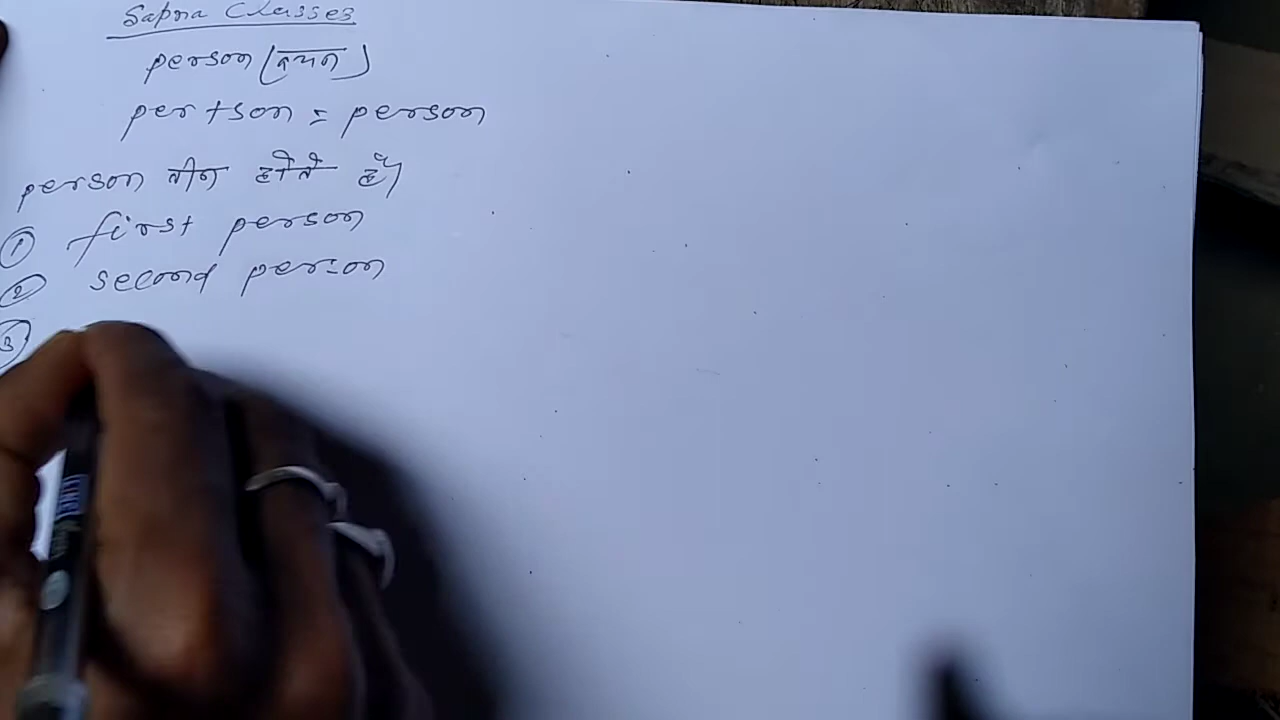 Sapna Classes
person (वचन)
per+son = person
person तीन होते हैं।
① first person
② second person
③